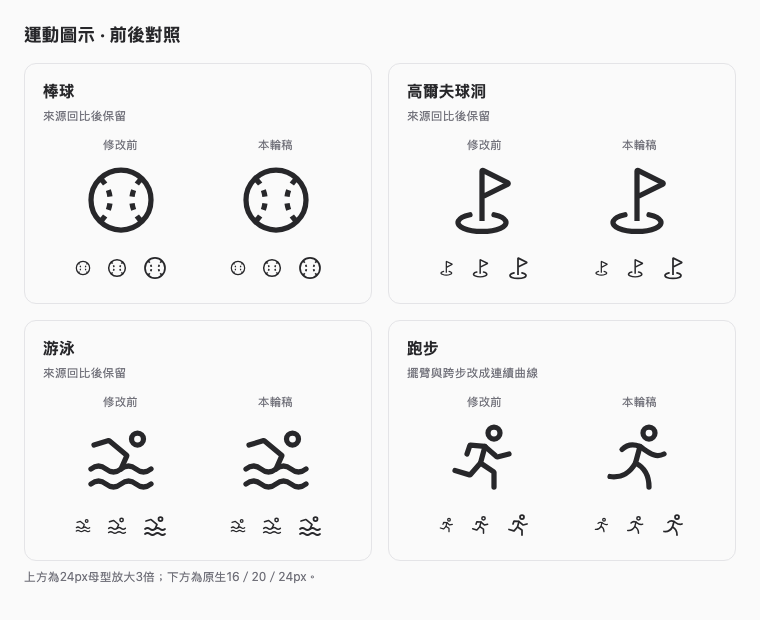 運動圖示 · 前後對照
棒球
來源回比後保留
修改前
本輪稿
高爾夫球洞
來源回比後保留
修改前
本輪稿
游泳
來源回比後保留
修改前
本輪稿
跑步
擺臂與跨步改成連續曲線
修改前
本輪稿
上方為24px母型放大3倍；下方為原生16 / 20 / 24px。